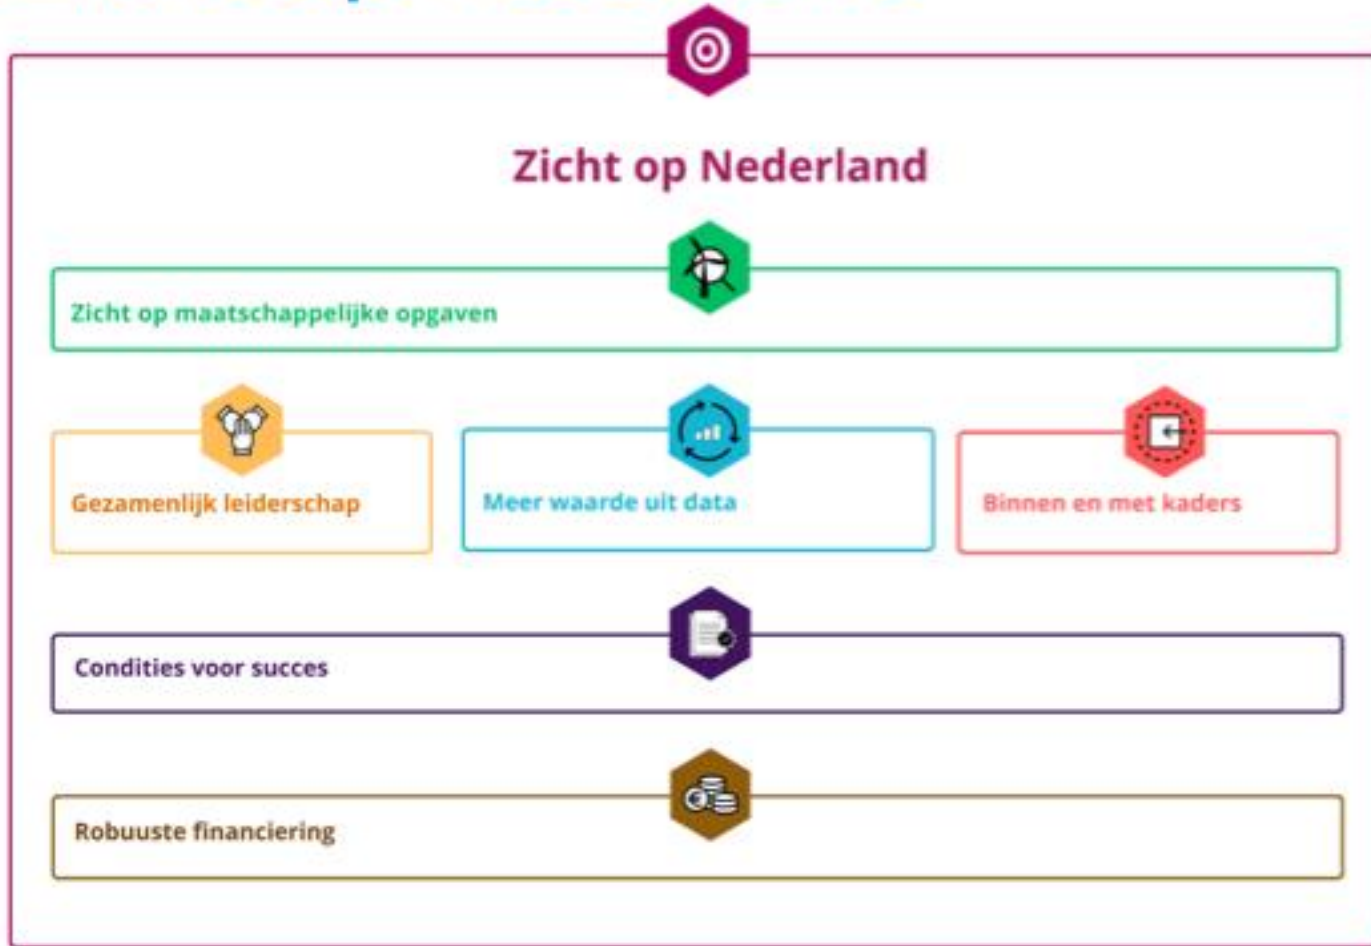 Zicht op Nederland
Zicht op maatschappelijke opgaven
Gezamenlijk leiderschap
Meer waarde uit data
Binnen en met kaders
Condities voor succes
Robuuste financiering